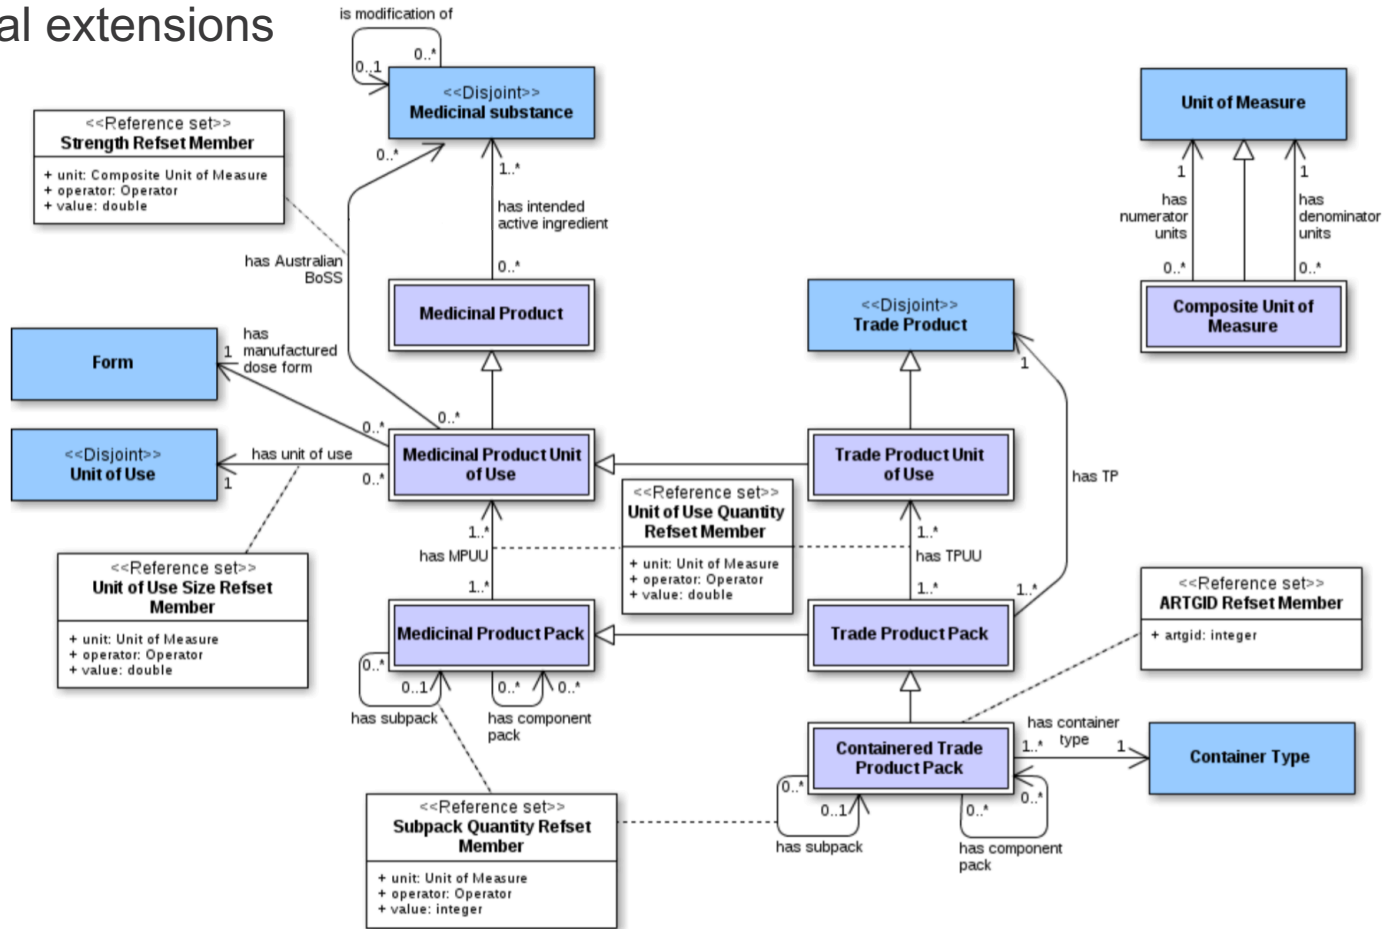 al extensions
is modification of
0..*
0..1
<<Disjoint>>
Medicinal substance
Unit of Measure
<<Reference set>>
Strength Refset Member
+ unit: Composite Unit of Measure
+ operator: Operator
+ value: double
0..*
1..*
has intended
active ingredient
0..*
has Australian
BoSS
1
has
numerator
units
0..*
1
has
denominator
units
0..*
Medicinal Product
<<Disjoint>>
Trade Product
Composite Unit of
Measure
Form
1
has
manufactured
dose form
0..*
0..*
1
<<Disjoint>>
Unit of Use
has unit of use
1
0..*
Medicinal Product Unit
of Use
Trade Product Unit
of Use
has TP
<<Reference set>>
Unit of Use Quantity
Refset Member
+ unit: Unit of Measure
+ operator: Operator
+ value: double
1..*
has MPUU
1..*
1..*
has TPUU
1..*
1..*
<<Reference set>>
Unit of Use Size Refset
Member
+ unit: Unit of Measure
+ operator: Operator
+ value: double
<<Reference set>>
ARTGID Refset Member
+ artgid: integer
Medicinal Product Pack
Trade Product Pack
0..*
0..1
has subpack
0..*
0..*
has component
pack
Containered Trade
Product Pack
has container
type
1..*
1
Container Type
<<Reference set>>
Subpack Quantity Refset
Member
+ unit: Unit of Measure
+ operator: Operator
+ value: integer
0..*
0..1
has subpack
0..*
0..*
has component
pack